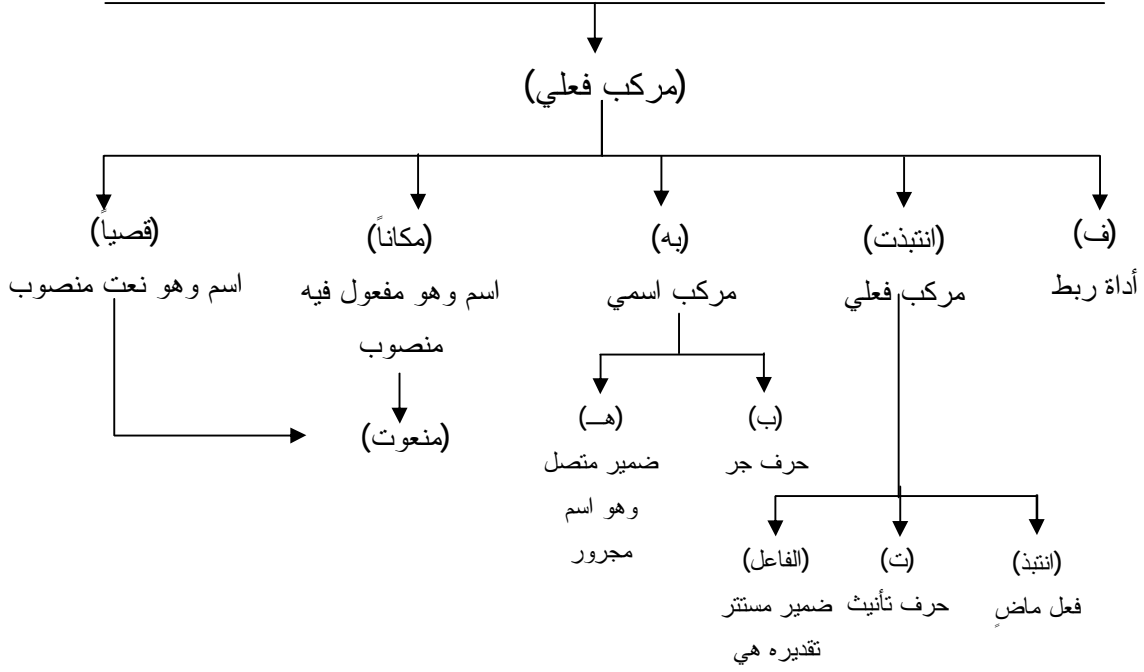 (مركب فعلي)
(ف) (انتبذت) (به) (مكاناً) (قصياً)
أداة ربط مركب فعلي مركب اسمي اسم وهو مفعول فيه اسم وهو نعت منصوب
منصوب
(ب) (هـ) (منعوت)
حرف جر ضمير متصل
وهو اسم
مجرور
(انتبذ) (ت) (الفاعل)
فعل ماضٍ حرف تأنيث ضمير مستتر
تقديره هي